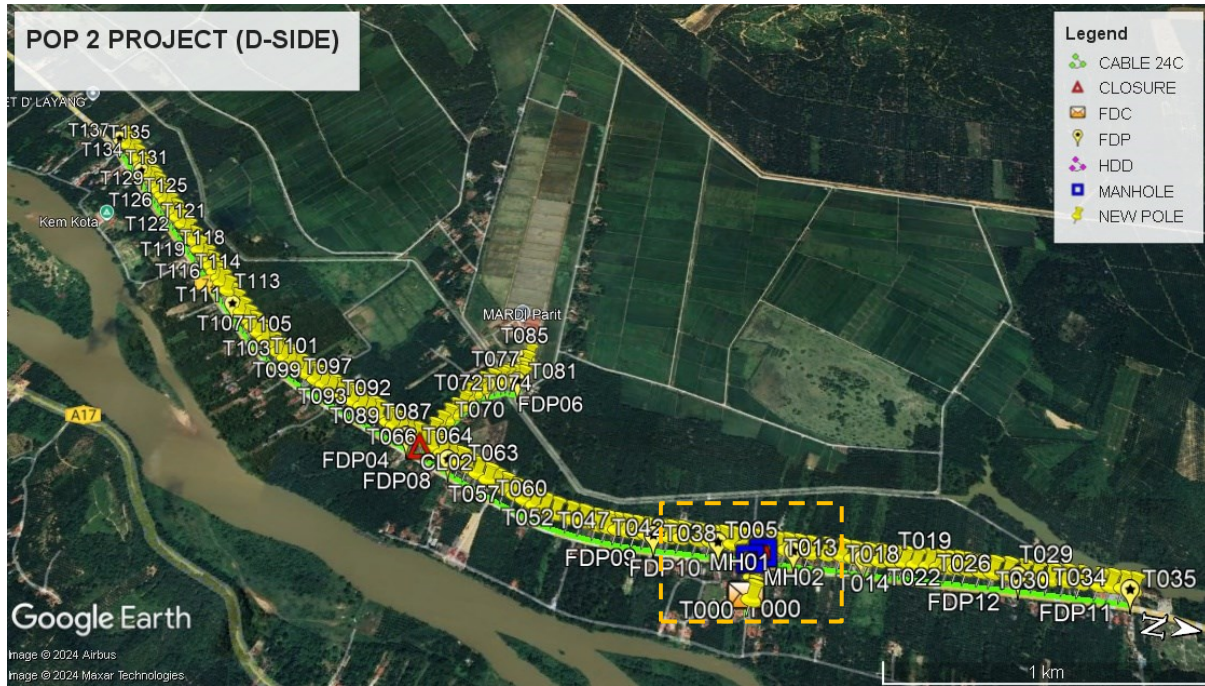 POP 2 PROJECT (D-SIDE)
Legend
CABLE 24C
CLOSURE
FDC
FDP
HDD
MANHOLE
NEW POLE
ET D' LAYANG
T137
T135
T134
T131
T129
T125
T126
Kem Kota
T122
T121
T118
T119
T114
T116
T113
T111
MARDI Parit
T107
T105
T085
T103
T101
T077
T099
T097
T081
T072
T074
T092
T093
FDP06
T070
T089
T087
T066
T064
A17
T063
FDP04
CL02
FDP08
T057
T060
T052
T047
T042
T038
T005
T013
T019
T018
T029
FDP09
FDP10
MH01
MH02
014
T022
T026
T030
T034
T035
FDP12
FDP11
T000
T000
Google Earth
Image © 2024 Airbus
Image © 2024 Maxar Technologies
1 km
N